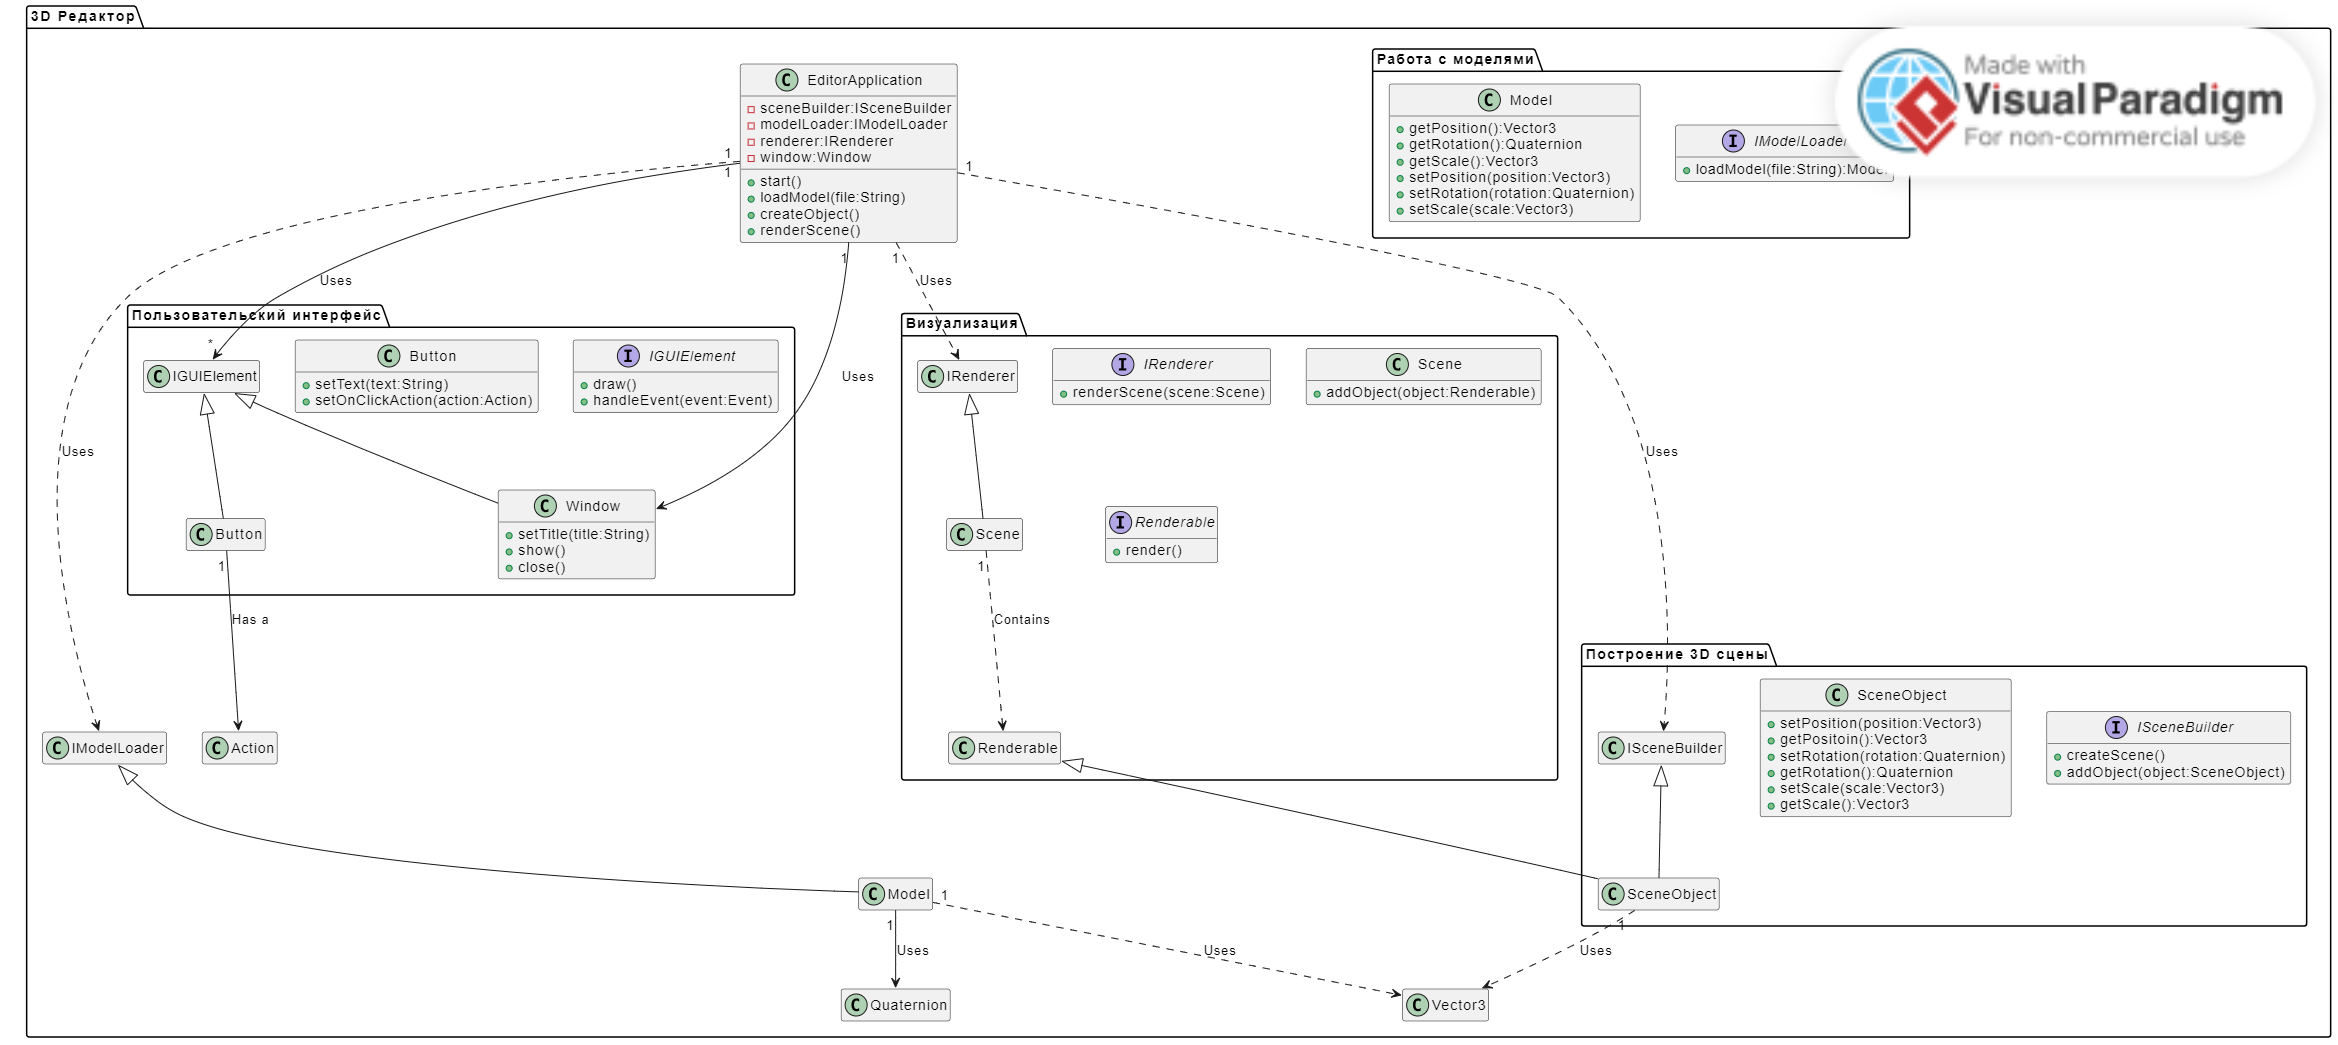 3D Редактор
C EditorApplication
sceneBuilder:ISceneBuilder
modelLoader:IModelLoader
renderer:IRenderer
window:Window
start()
loadModel(file:String)
createObject()
renderScene()
Работа с моделями
C Model
getPosition():Vector3
getRotation():Quaternion
getScale():Vector3
setPosition(position:Vector3)
setRotation(rotation:Quaternion)
setScale(scale:Vector3)
I IModelLoader
loadModel(file:String):Model
Made with
Visual Paradigm
For non-commercial use
1
1
1
1
1
Uses
Uses
Uses
Uses
Uses
*
Пользовательский интерфейс
C IGUIElement
C Button
setText(text:String)
setOnClickAction(action:Action)
I IGUIElement
draw()
handleEvent(event:Event)
C Button
1
C Window
setTitle(title:String)
show()
close()
Has a
Визуализация
C IRenderer
I IRenderer
renderScene(scene:Scene)
C Scene
addObject(object:Renderable)
C Scene
1
I Renderable
render()
Contains
C Renderable
Построение 3D сцены
C ISceneBuilder
C SceneObject
setPosition(position:Vector3)
getPositoin():Vector3
setRotation(rotation:Quaternion)
getRotation():Quaternion
setScale(scale:Vector3)
getScale():Vector3
I ISceneBuilder
createScene()
addObject(object:SceneObject)
C SceneObject
1
C IModelLoader
C Action
C Model
1
1
Uses
Uses
Uses
C Quaternion
C Vector3